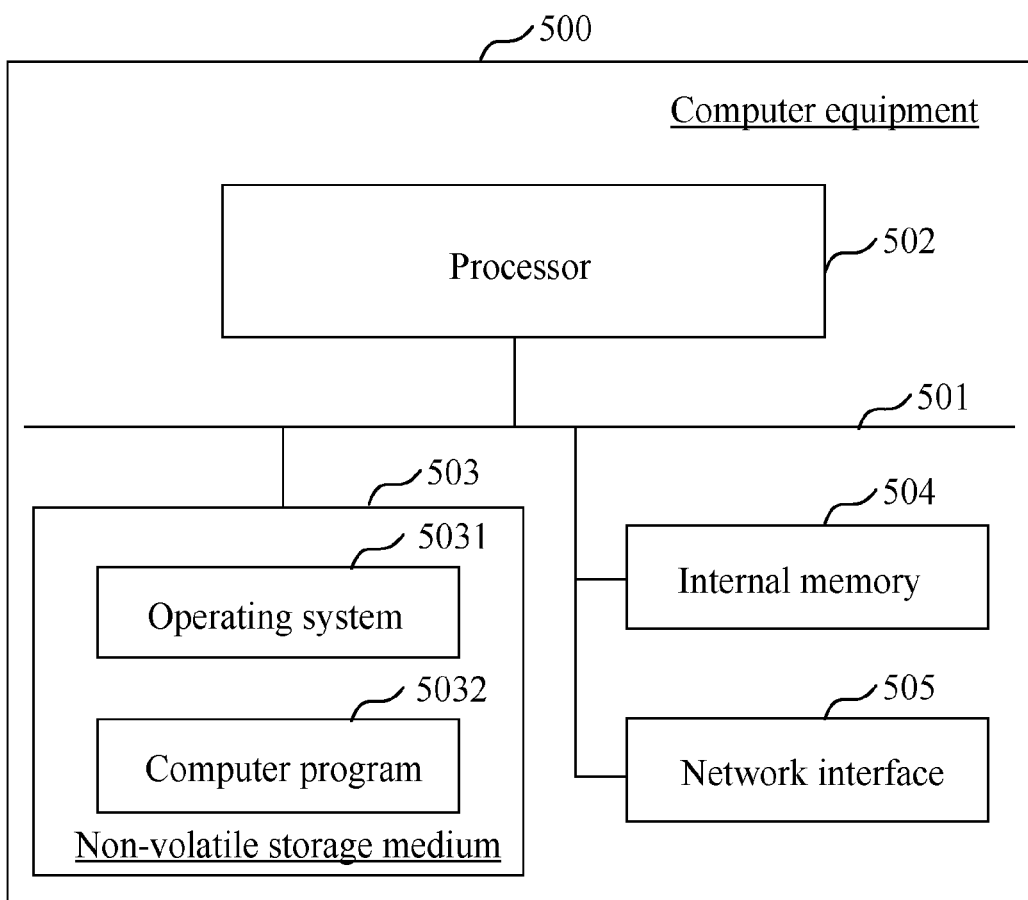 500
Computer equipment
502
Processor
501
503
504
5031
Operating system
Internal memory
5032
505
Computer program
Network interface
Non-volatile storage medium